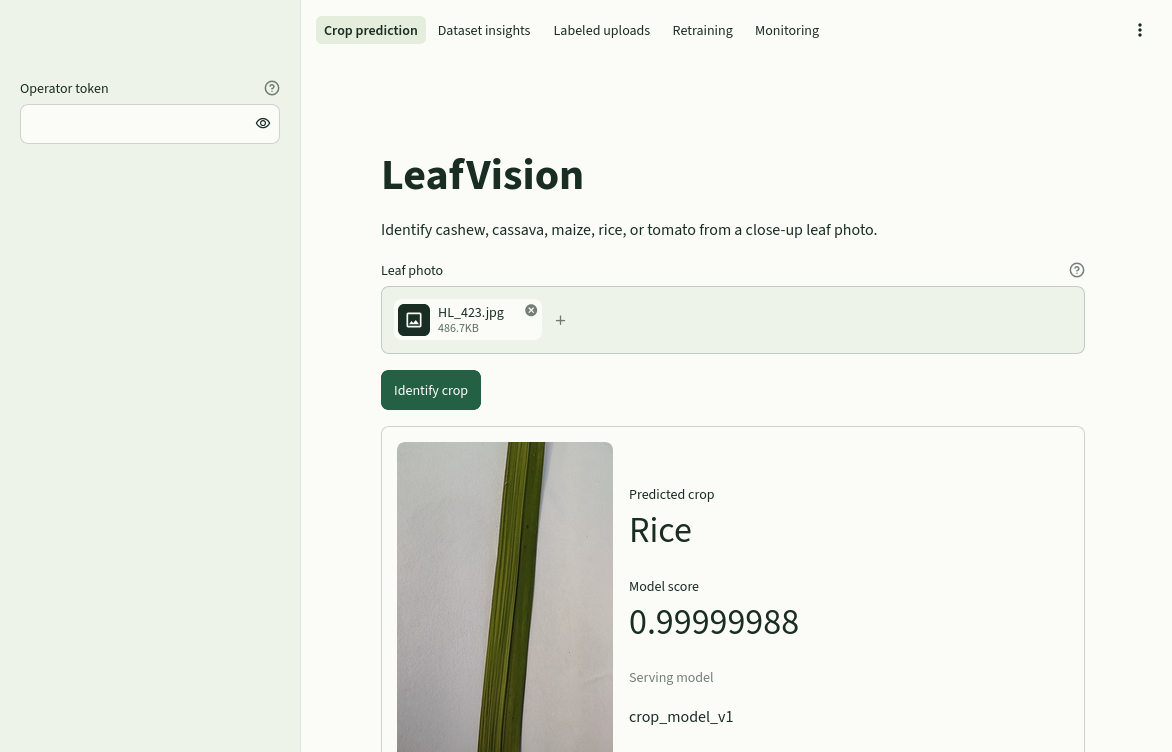 Crop prediction
Dataset insights
Labeled uploads
Retraining
Monitoring
Operator token
LeafVision
Identify cashew, cassava, maize, rice, or tomato from a close-up leaf photo.
Leaf photo
HL_423.jpg
486.7KB
Identify crop
Predicted crop
Rice
Model score
0.99999988
Serving model
crop_model_v1